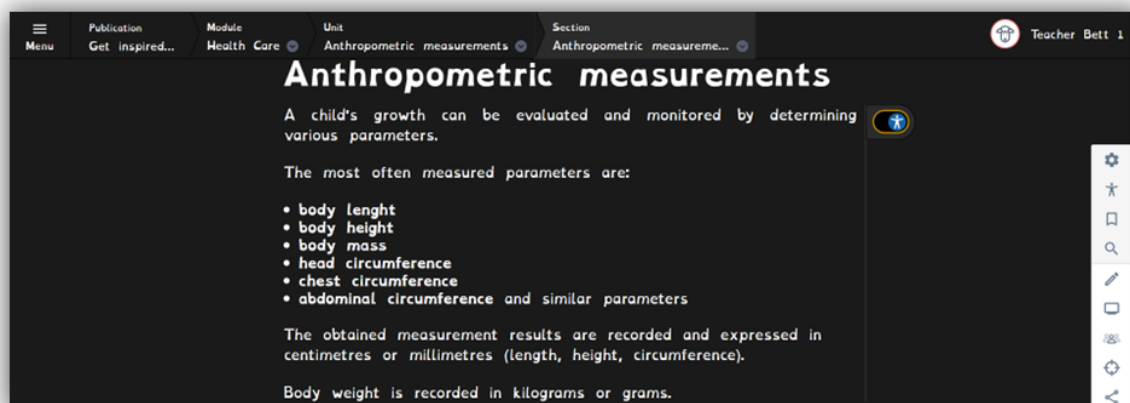 Menu
Publication
Get inspired...
Module
Health Care
Unit
Anthropometric measurements
Section
Anthropometric measureme...
Teacher Bett 1
Anthropometric measurements
A child's growth can be evaluated and monitored by determining
various parameters.
The most often measured parameters are:
• body lenght
• body height
• body mass
• head circumference
• chest circumference
• abdominal circumference and similar parameters
The obtained measurement results are recorded and expressed in
centimetres or millimetres (length, height, circumference).
Body weight is recorded in kilograms or grams.